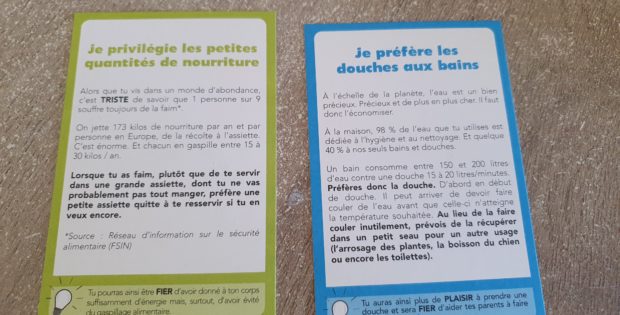 je privilégie les petites
quantités de nourriture
Alors que tu vis dans un monde d'abondance,
c'est TRISTE de savoir que 1 personne sur 9
souffre toujours de la faim*.
On jette 173 kilos de nourriture par an et par
personne en Europe, de la récolte à l'assiette.
C'est énorme. Et chacun en gaspille entre 15 à
30 kilos / an.
Lorsque tu as faim, plutôt que de te servir
dans une grande assiette, dont tu ne vas
probablement pas tout manger, préfère une
petite assiette quitte à te resservir si tu en
veux encore.
*Source : Réseau d'information sur le sécurité
alimentaire (FSIN)
Tu pourras ainsi être FIER d'avoir donné à ton corps
suffisamment d'énergie mais, surtout, d'avoir évité
du gaspillage alimentaire.
je préfère les
douches aux bains
À l'échelle de la planète, l'eau est un bien
précieux. Précieux et de plus en plus cher. Il faut
donc l'économiser.
À la maison, 98 % de l'eau que tu utilises est
dédiée à l'hygiène et au nettoyage. Et quelque
40 % à nos seuls bains et douches.
Un bain consomme entre 150 et 200 litres
d'eau contre une douche 15 à 20 litres/minutes.
Préfères donc la douche. D'abord en début
de douche. Il peut arriver de devoir faire
couler de l'eau avant que celle-ci n'atteigne
la température souhaitée. Au lieu de la faire
couler inutilement, prévois de la récupérer
dans un petit seau pour un autre usage
(l'arrosage des plantes, la boisson du chien
ou encore les toilettes).
Tu auras ainsi plus de PLAISIR à prendre une
douche et sera FIER d'aider tes parents à faire